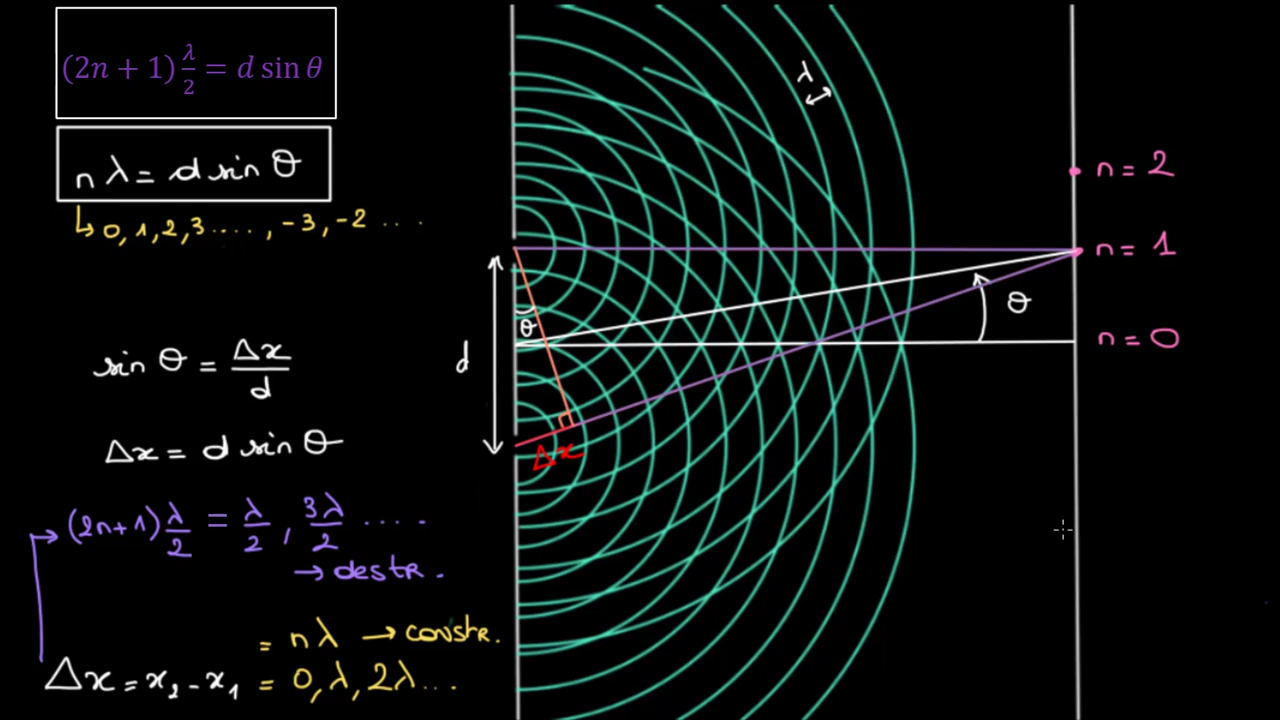 (2n + 1) λ/2 = d sin θ
n λ = d sin θ
↳ 0, 1, 2, 3 ...., -3, -2 ....
sin θ = Δx/d
Δx = d sin θ
(2n+1) λ/2 = λ/2, 3λ/2 ....
→ destr.
= n λ → constr.
Δx = x₂ - x₁ = 0, λ, 2λ ...
λ
n = 2
n = 1
θ
n = 0
θ
d
Δx